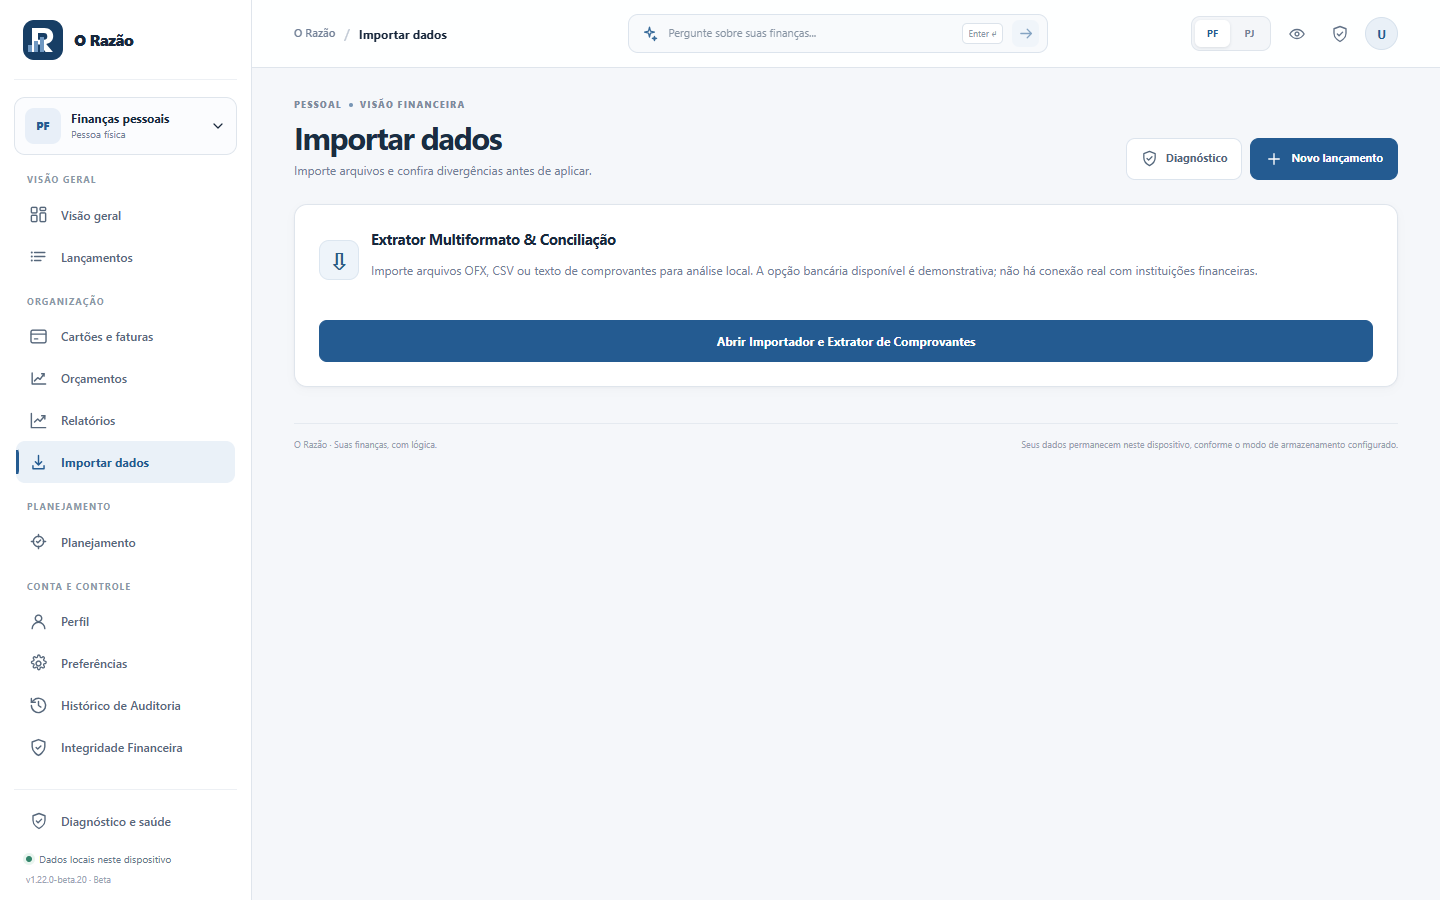 O Razão
PF
Finanças pessoais
Pessoa física
VISÃO GERAL
Visão geral
Lançamentos
ORGANIZAÇÃO
Cartões e faturas
Orçamentos
Relatórios
Importar dados
PLANEJAMENTO
Planejamento
CONTA E CONTROLE
Perfil
Preferências
Histórico de Auditoria
Integridade Financeira
Diagnóstico e saúde
Dados locais neste dispositivo
v1.22.0-beta.20 · Beta
O Razão / Importar dados
Pergunte sobre suas finanças...
Enter ↵
PF PJ
U
PESSOAL • VISÃO FINANCEIRA
Importar dados
Importe arquivos e confira divergências antes de aplicar.
Diagnóstico
Novo lançamento
Extrator Multiformato & Conciliação
Importe arquivos OFX, CSV ou texto de comprovantes para análise local. A opção bancária disponível é demonstrativa; não há conexão real com instituições financeiras.
Abrir Importador e Extrator de Comprovantes
O Razão · Suas finanças, com lógica.
Seus dados permanecem neste dispositivo, conforme o modo de armazenamento configurado.